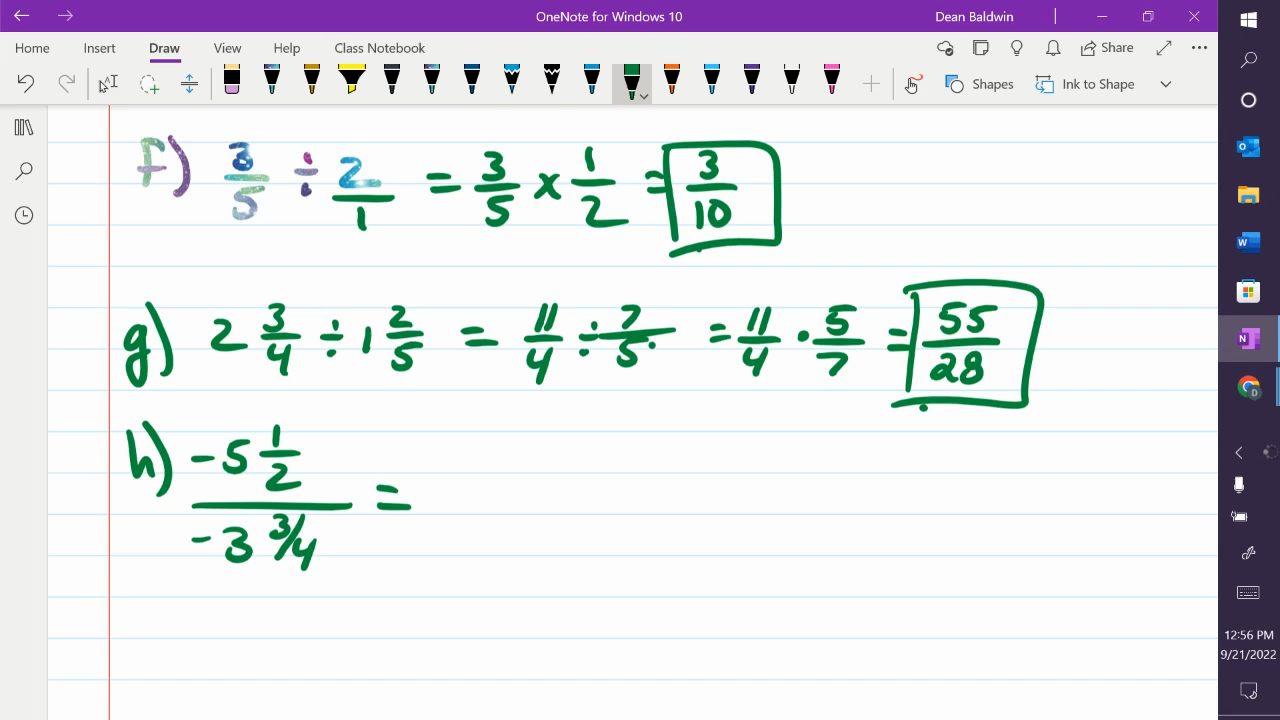 OneNote for Windows 10
Dean Baldwin
Home Insert Draw View Help Class Notebook
Share
Shapes
Ink to Shape
f) 3/5 ÷ 2/1 = 3/5 x 1/2 = 3/10
g) 2 3/4 ÷ 1 2/5 = 11/4 ÷ 7/5 = 11/4 · 5/7 = 55/28
h) -5 1/2
-3 3/4 =
12:56 PM
9/21/2022